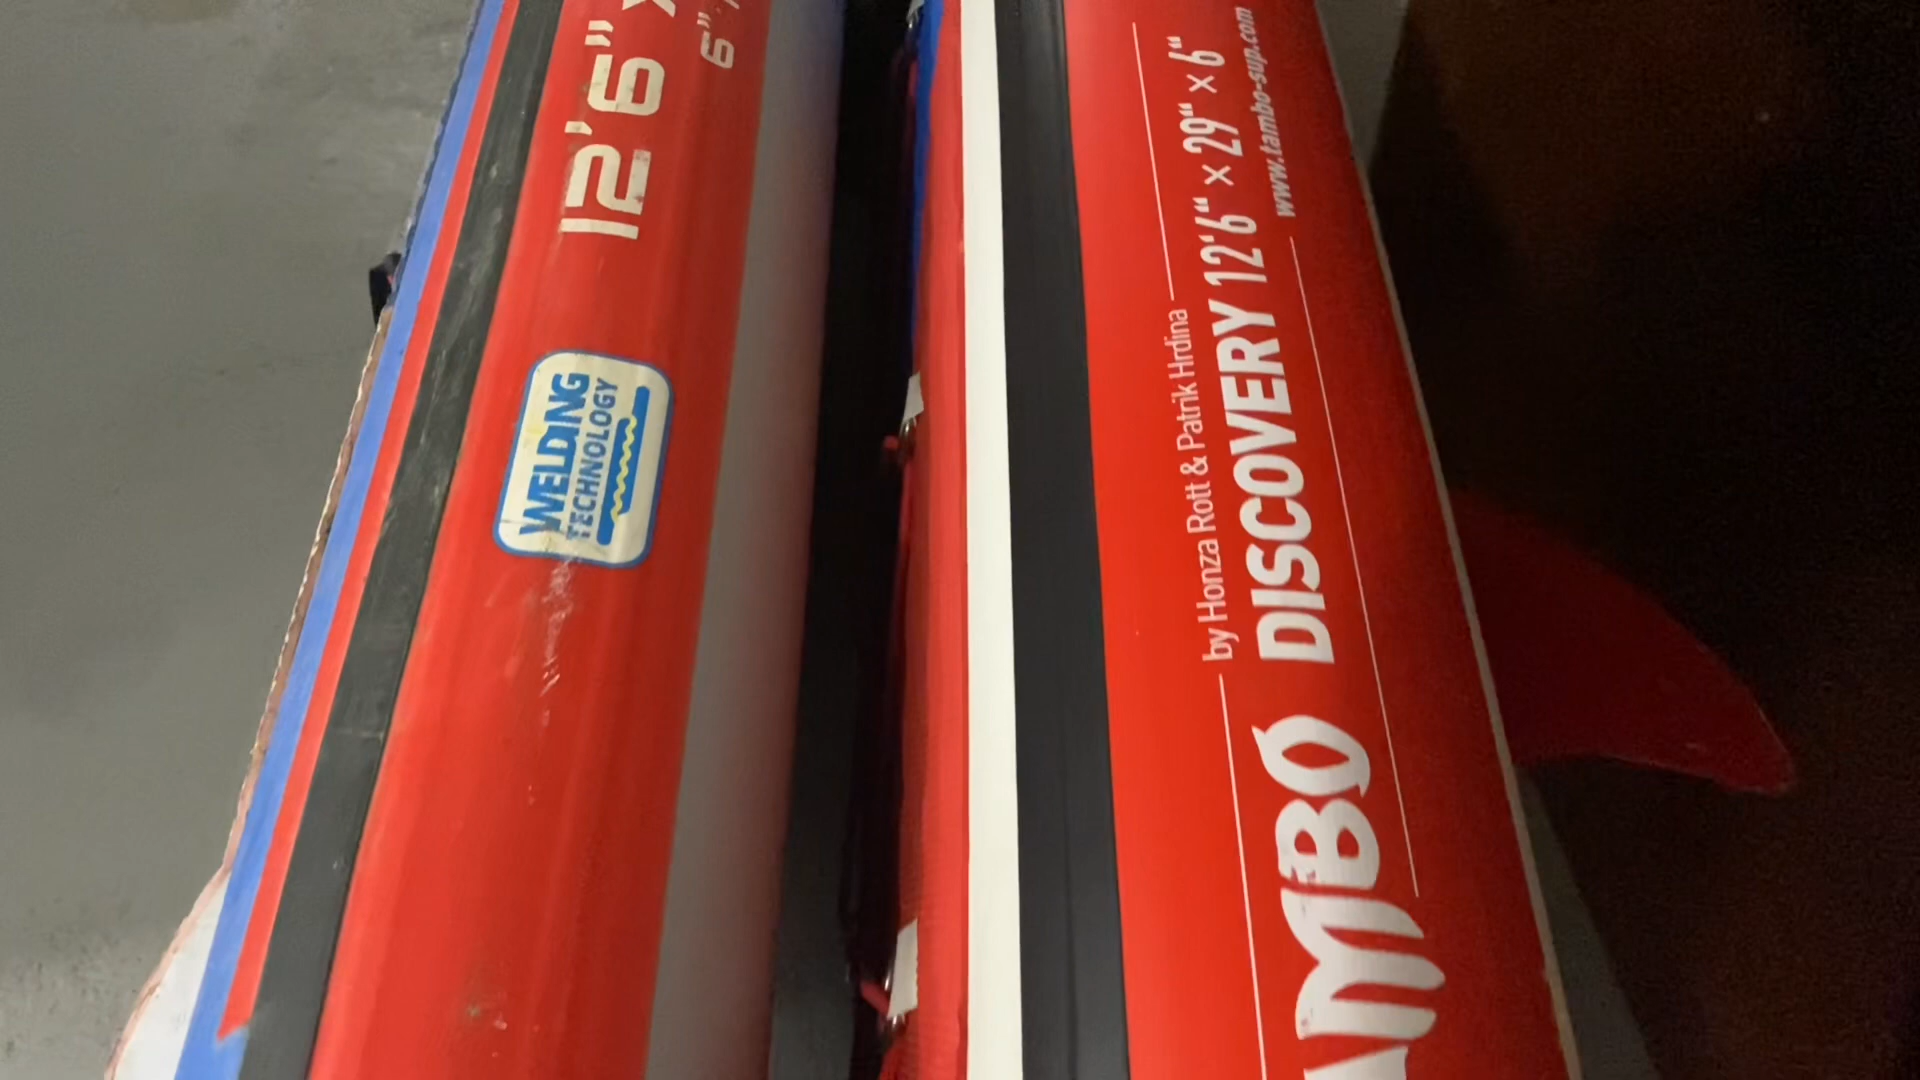 12'6" x
6"
WELDING
TECHNOLOGY
by Honza Rott & Patrik Hrdina
DISCOVERY 12'6" × 29" × 6"
www.tambo-sup.com
AMBO